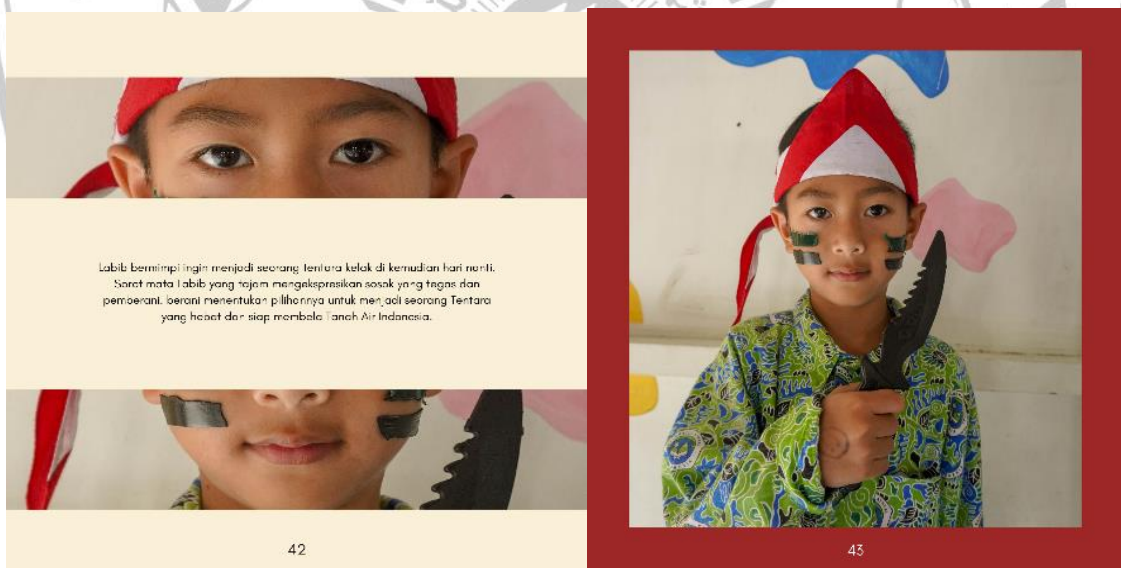 Labib bermimpi ingin menjadi seorang tentara kelak di kemudian hari nanti.
Sorot mata Labib yang tajam mengekspresikan sosok yang tegas dan
pemberani. berani menentukan pilihannya untuk menjadi seorang Tentara
yang hebat dan siap membela Tanah Air Indonesia.
42
43